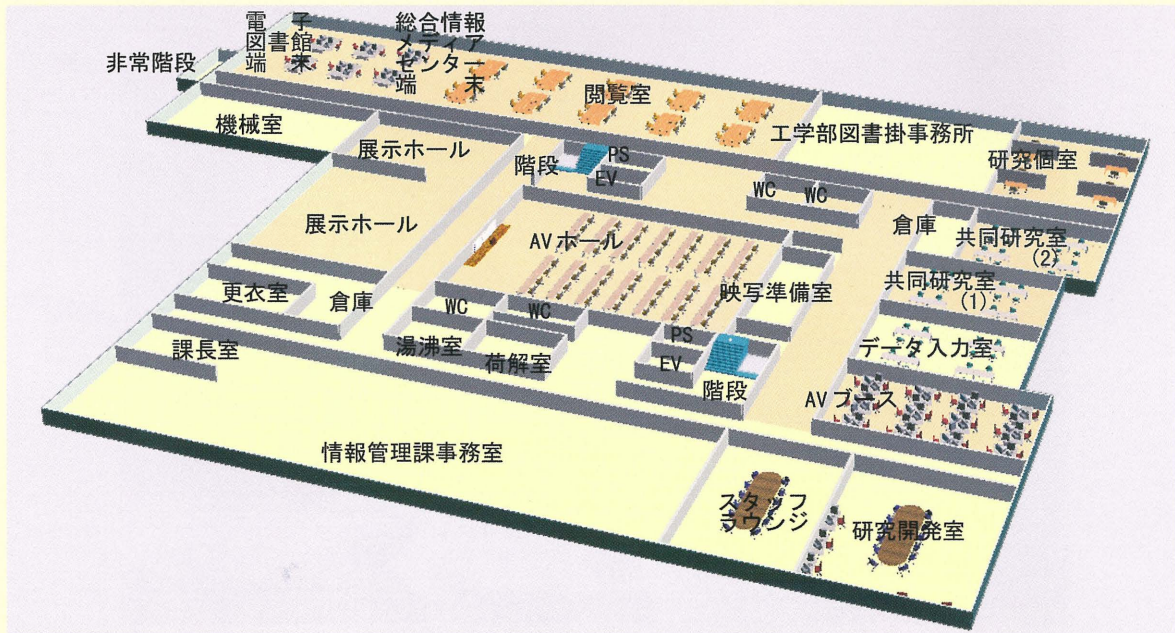 電　子
図書館
端　末
総合情報
メディア
センター
端　　末
非常階段
閲覧室
機械室
工学部図書掛事務所
展示ホール
階段
PS
EV
研究個室
WC
WC
展示ホール
AVホール
倉庫
共同研究室
(2)
更衣室
倉庫
映写準備室
共同研究室
(1)
WC
WC
課長室
湯沸室
荷解室
PS
EV
階段
データ入力室
AVブース
情報管理課事務室
スタッフ
ラウンジ
研究開発室